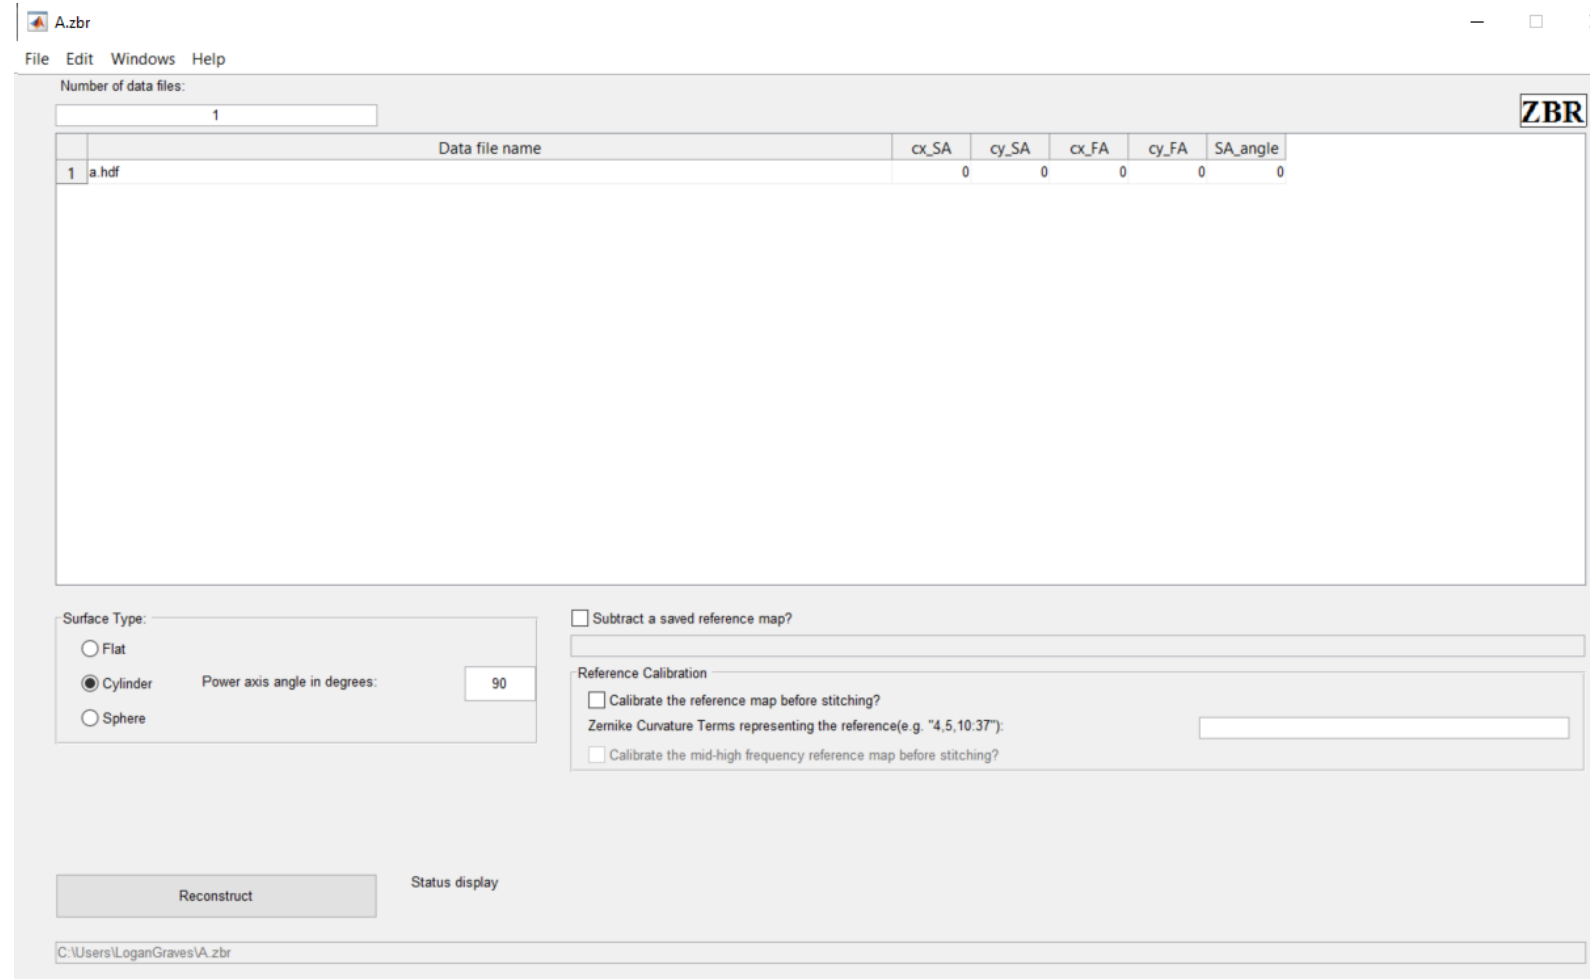 A.zbr
File Edit Windows Help
Number of data files:
1
ZBR
Data file name cx_SA cy_SA cx_FA cy_FA SA_angle
1 a.hdf 0 0 0 0 0
Surface Type:
Flat
Cylinder Power axis angle in degrees: 90
Sphere
Subtract a saved reference map?
Reference Calibration
Calibrate the reference map before stitching?
Zernike Curvature Terms representing the reference(e.g. "4,5,10:37"):
Calibrate the mid-high frequency reference map before stitching?
Reconstruct
Status display
C:\Users\LoganGraves\A.zbr